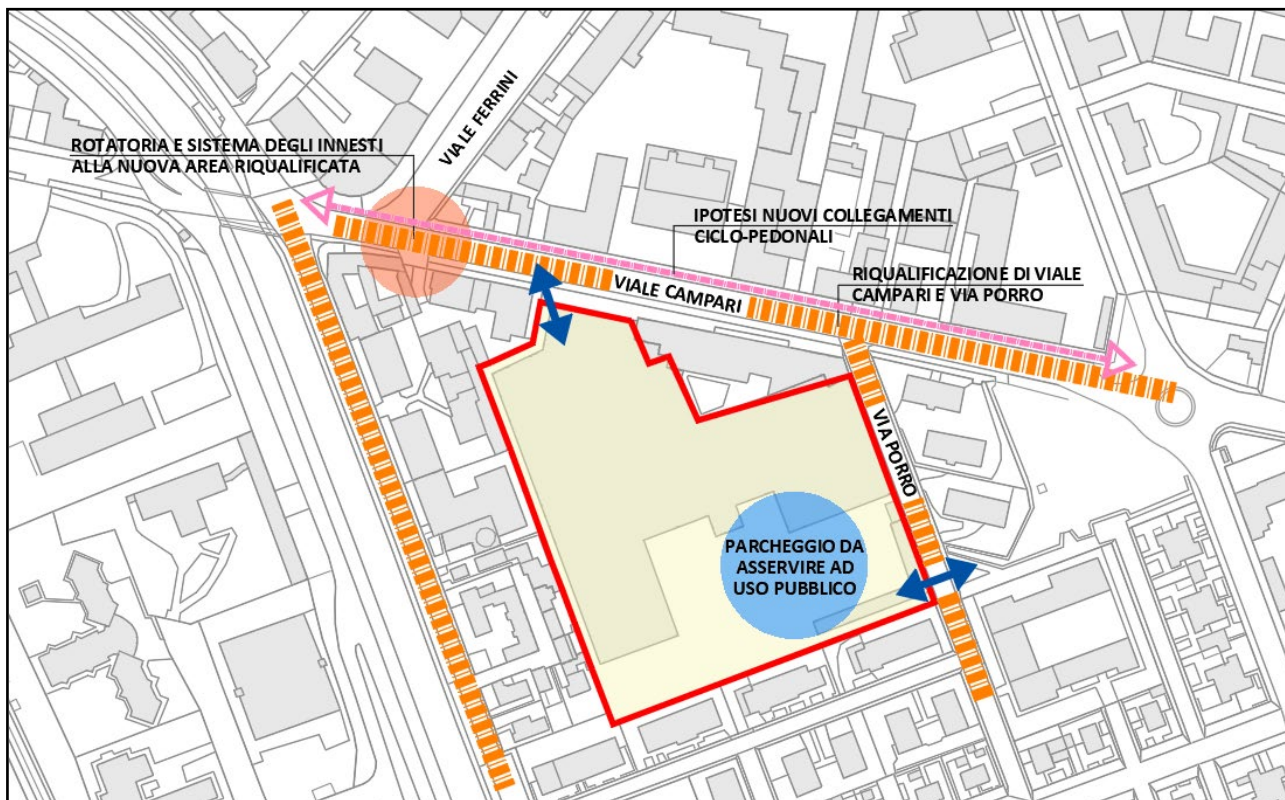 VIALE FERRINI
ROTATORIA E SISTEMA DEGLI INNESTI
ALLA NUOVA AREA RIQUALIFICATA
IPOTESI NUOVI COLLEGAMENTI
CICLO-PEDONALI
RIQUALIFICAZIONE DI VIALE
CAMPARI E VIA PORRO
VIALE CAMPARI
VIA PORRO
PARCHEGGIO DA
ASSERVIRE AD
USO PUBBLICO